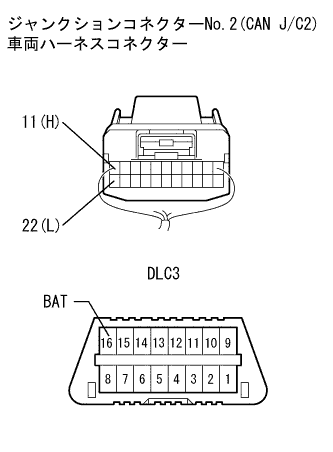 ジャンクションコネクターNo.2(CAN J/C2)
車両ハーネスコネクター
11(H)
22(L)
DLC3
BAT
16 15 14 13 12 11 10 9
8 7 6 5 4 3 2 1